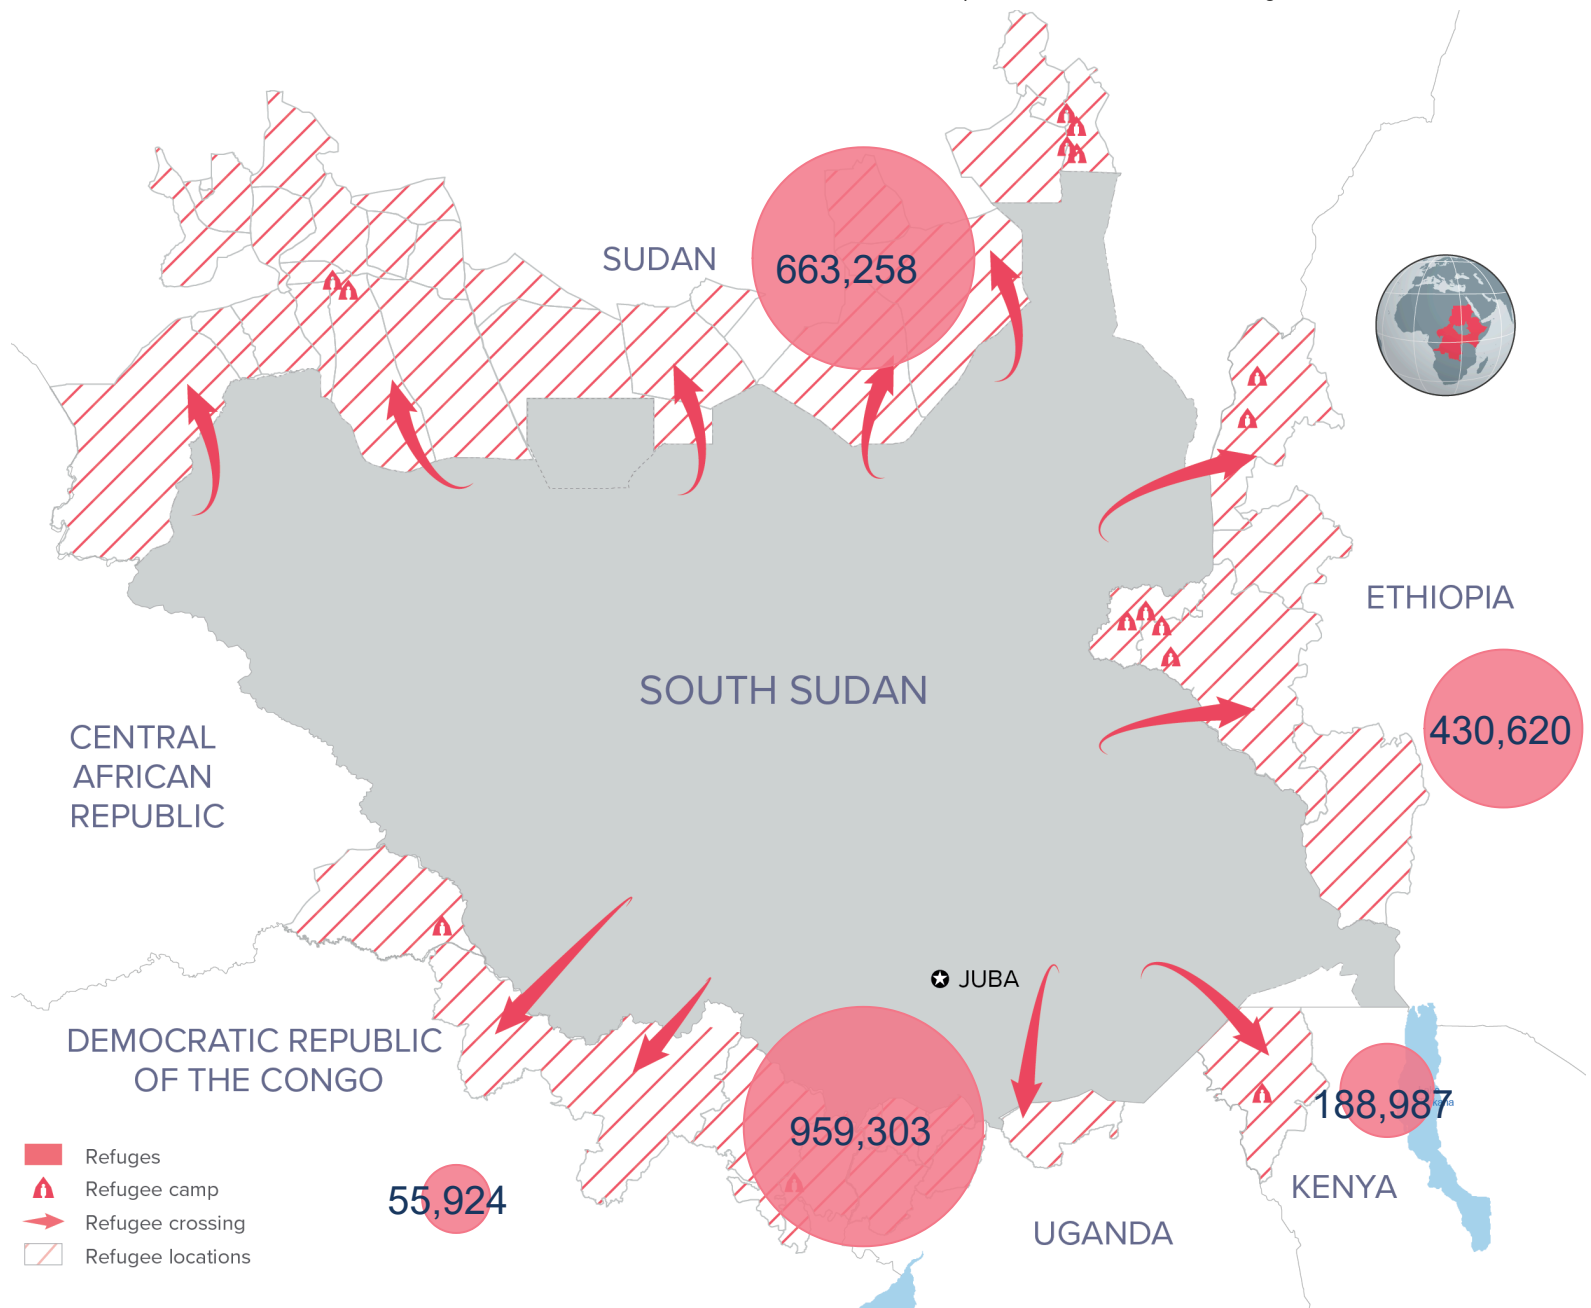 SUDAN
663,258
ETHIOPIA
SOUTH SUDAN
430,620
CENTRAL
AFRICAN
REPUBLIC
JUBA
DEMOCRATIC REPUBLIC
OF THE CONGO
959,303
188,987
55,924
KENYA
UGANDA
Refuges
Refugee camp
Refugee crossing
Refugee locations